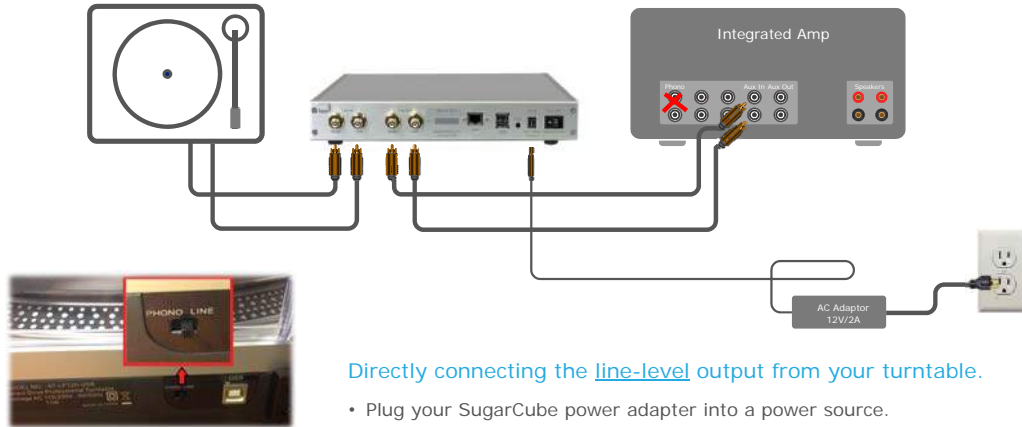 Integrated Amp
Phono
Aux In Aux Out
Speakers
AC Adaptor
12V/2A
PHONO LINE
USB
Directly connecting the line-level output from your turntable.
• Plug your SugarCube power adapter into a power source.